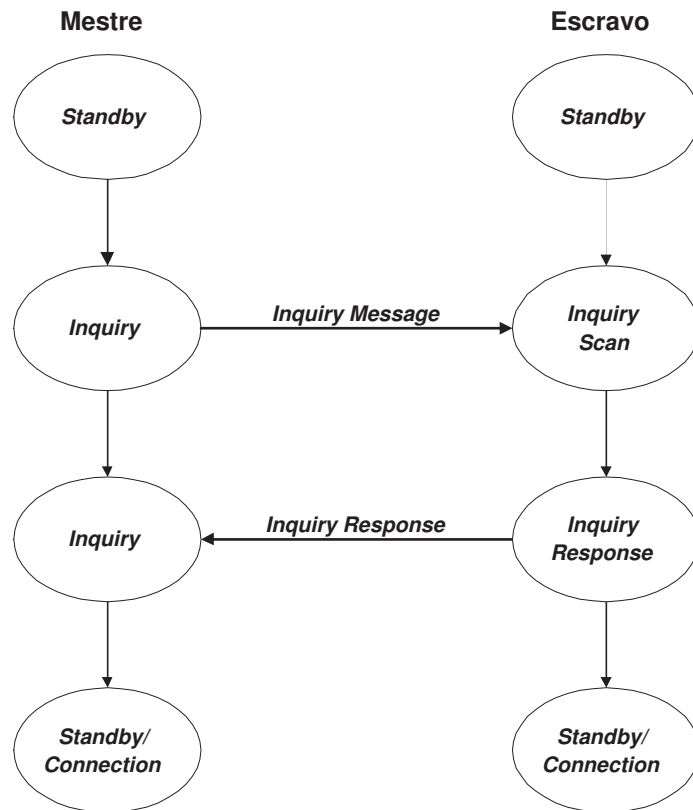 Mestre
Escravo
Standby
Standby
Inquiry
Inquiry Message
Inquiry
Scan
Inquiry
Inquiry Response
Inquiry
Response
Standby/
Connection
Standby/
Connection